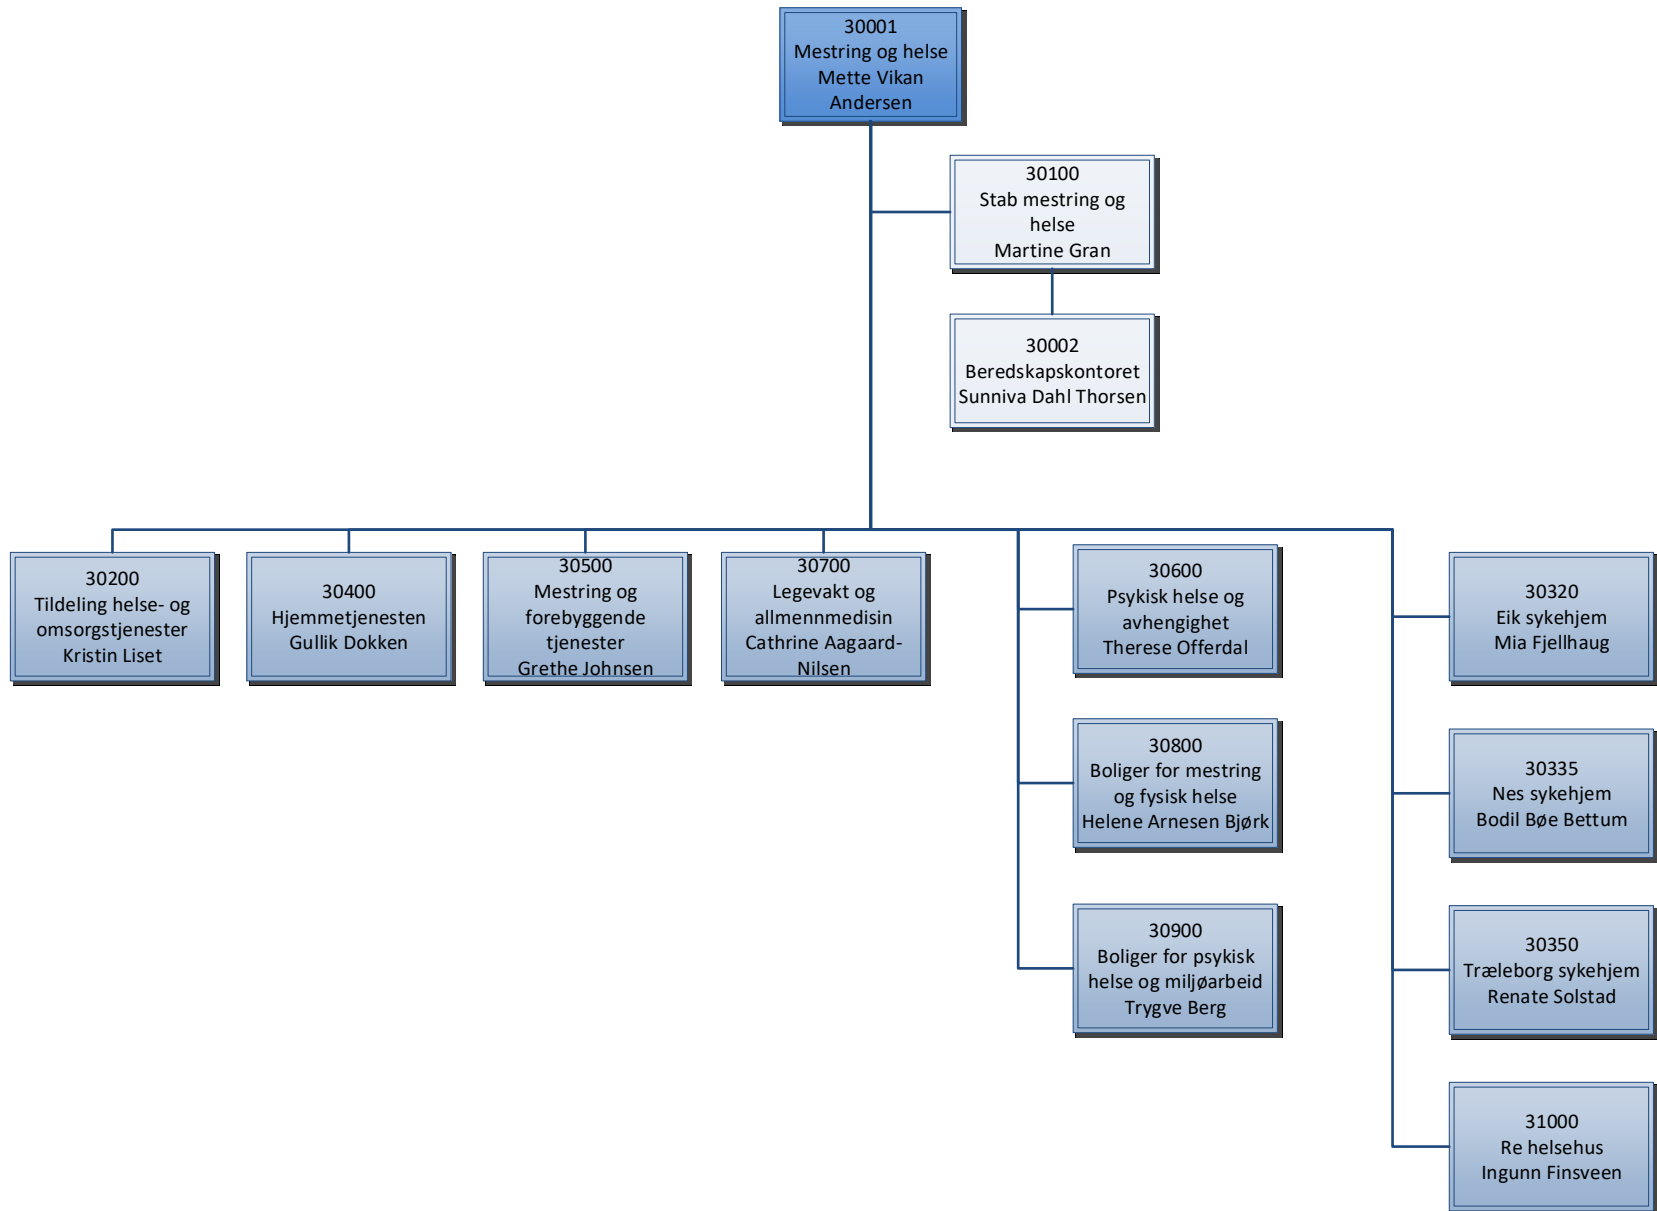 30001
Mestring og helse
Mette Vikan
Andersen
30100
Stab mestring og
helse
Martine Gran
30002
Beredskapskontoret
Sunniva Dahl Thorsen
30200
Tildeling helse- og
omsorgstjenester
Kristin Liset
30400
Hjemmetjenesten
Gullik Dokken
30500
Mestring og
forebyggende
tjenester
Grethe Johnsen
30700
Legevakt og
allmennmedisin
Cathrine Aagaard-
Nilsen
30600
Psykisk helse og
avhengighet
Therese Offerdal
30800
Boliger for mestring
og fysisk helse
Helene Arnesen Bjørk
30900
Boliger for psykisk
helse og miljøarbeid
Trygve Berg
30320
Eik sykehjem
Mia Fjellhaug
30335
Nes sykehjem
Bodil Bøe Bettum
30350
Træleborg sykehjem
Renate Solstad
31000
Re helsehus
Ingunn Finsveen